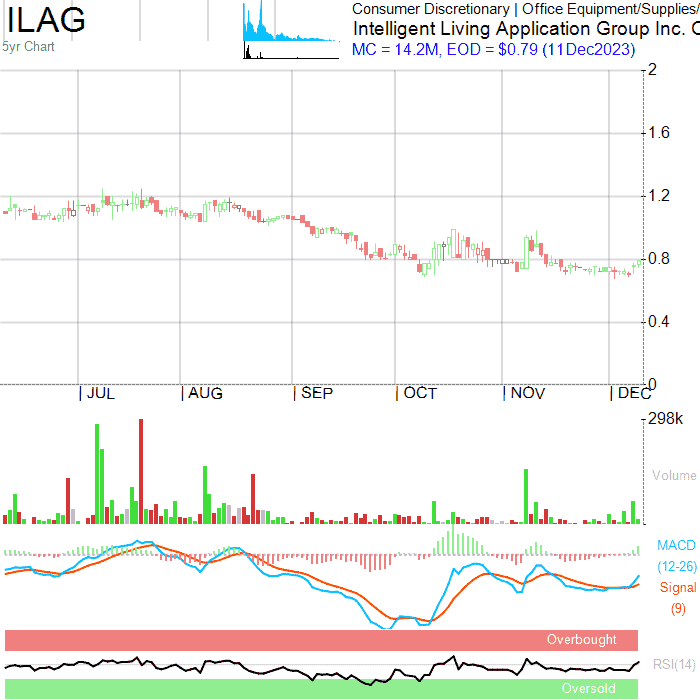 ILAG
5yr Chart
Consumer Discretionary | Office Equipment/Supplies/
Intelligent Living Application Group Inc.
MC = 14.2M, EOD = $0.79 (11Dec2023)
2
1.6
1.2
0.8
0.4
0
| JUL | AUG | SEP | OCT | NOV | DEC
298k
Volume
MACD
(12-26)
Signal
(9)
Overbought
RSI(14)
Oversold